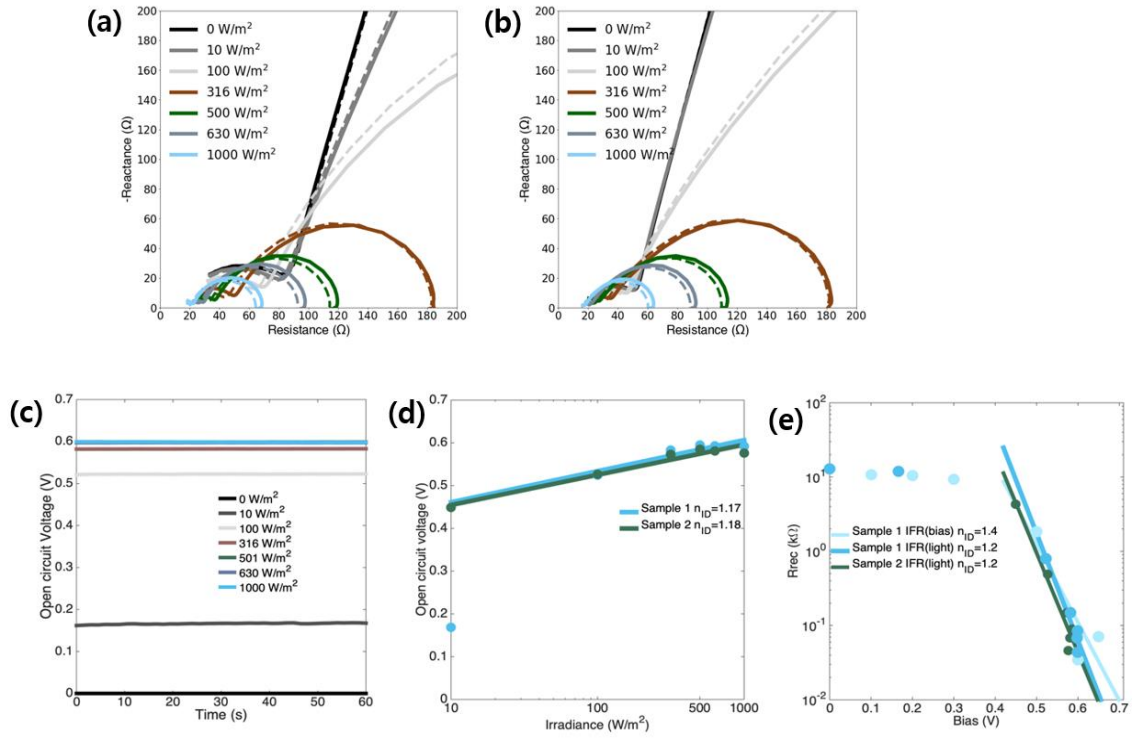 (a)
0 W/m²
10 W/m²
100 W/m²
316 W/m²
500 W/m²
630 W/m²
1000 W/m²
-Reactance (Ω)
200
180
160
140
120
100
80
60
40
20
0
0 20 40 60 80 100 120 140 160 180 200
Resistance (Ω)
(b)
0 W/m²
10 W/m²
100 W/m²
316 W/m²
500 W/m²
630 W/m²
1000 W/m²
-Reactance (Ω)
200
180
160
140
120
100
80
60
40
20
0
0 20 40 60 80 100 120 140 160 180 200
Resistance (Ω)
(c)
Open circuit Voltage (V)
0.7
0.6
0.5
0.4
0.3
0.2
0.1
0
0 W/m²
10 W/m²
100 W/m²
316 W/m²
501 W/m²
630 W/m²
1000 W/m²
0 10 20 30 40 50 60
Time (s)
(d)
Open circuit voltage (V)
0.7
0.6
0.5
0.4
0.3
0.2
0.1
0
Sample 1 n_ID=1.17
Sample 2 n_ID=1.18
10 100 1000
Irradiance (W/m²)
(e)
Rrec (kΩ)
10²
10¹
10⁰
10⁻¹
10⁻²
Sample 1 IFR(bias) n_ID=1.4
Sample 1 IFR(light) n_ID=1.2
Sample 2 IFR(light) n_ID=1.2
0 0.1 0.2 0.3 0.4 0.5 0.6 0.7
Bias (V)